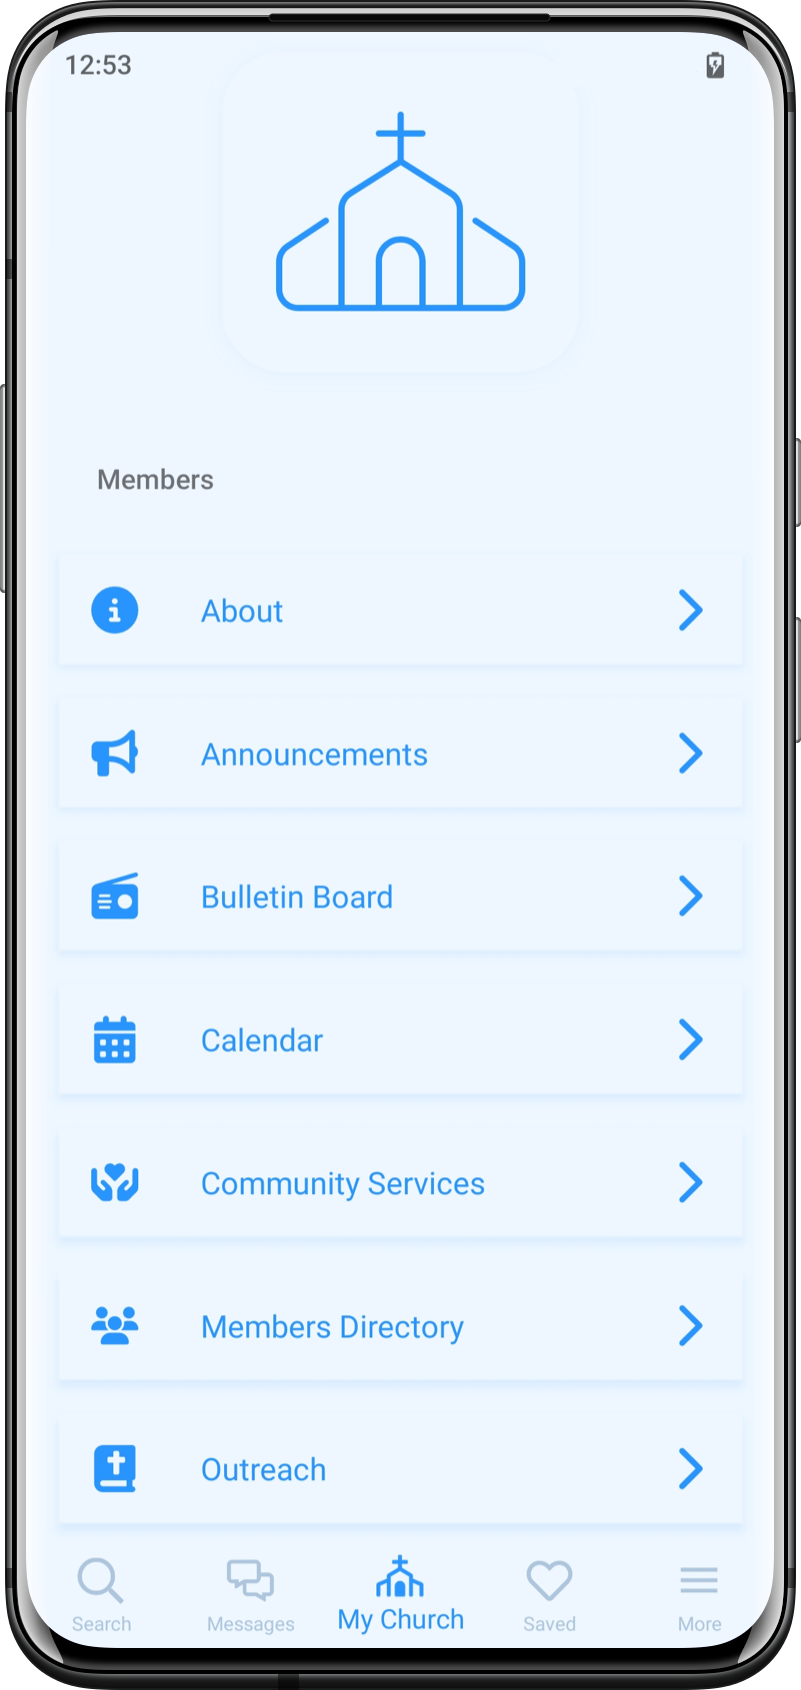 12:53
Members
About
Announcements
Bulletin Board
Calendar
Community Services
Members Directory
Outreach
Search
Messages
My Church
Saved
More